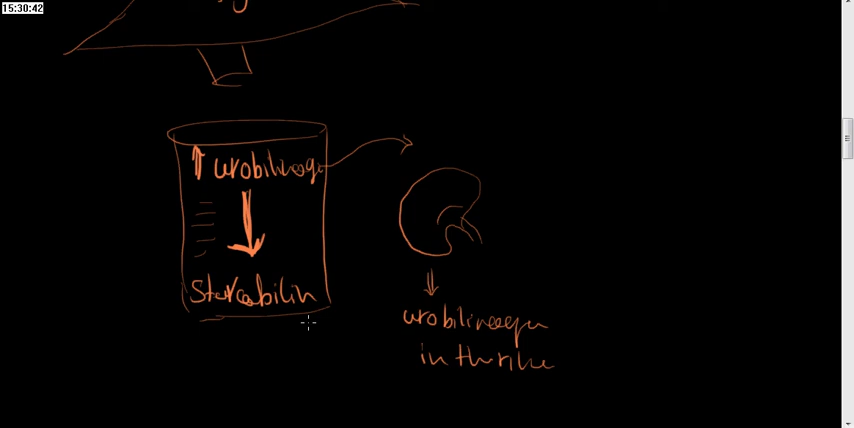 15:30:42
↑ urobilinogen
Stercobilin
urobilinogen
in the urine